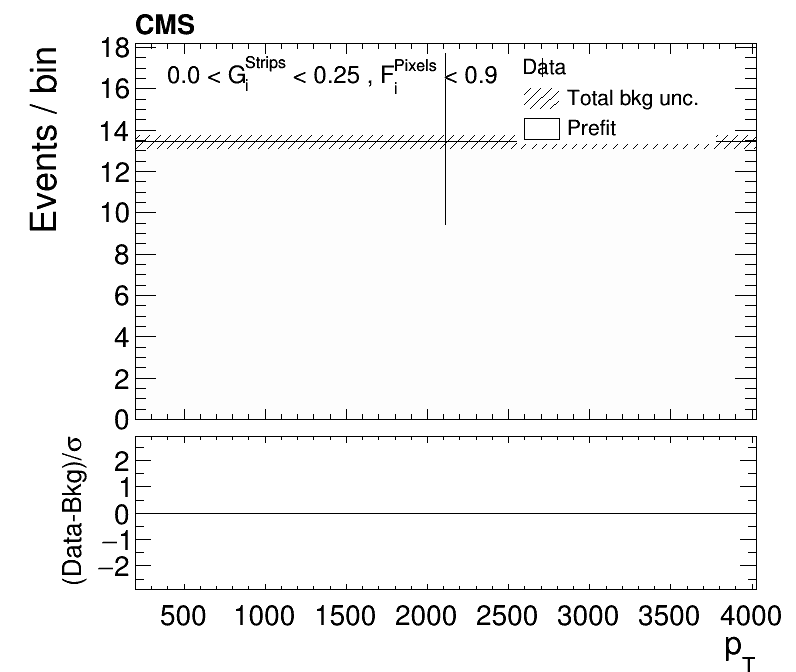 CMS
Events / bin
18
16
14
12
10
8
6
4
2
0
0.0 < G_i^Strips < 0.25 , F_i^Pixels < 0.9
Data
Total bkg unc.
Prefit
(Data-Bkg)/σ
2
1
0
−1
−2
500 1000 1500 2000 2500 3000 3500 4000
p_T